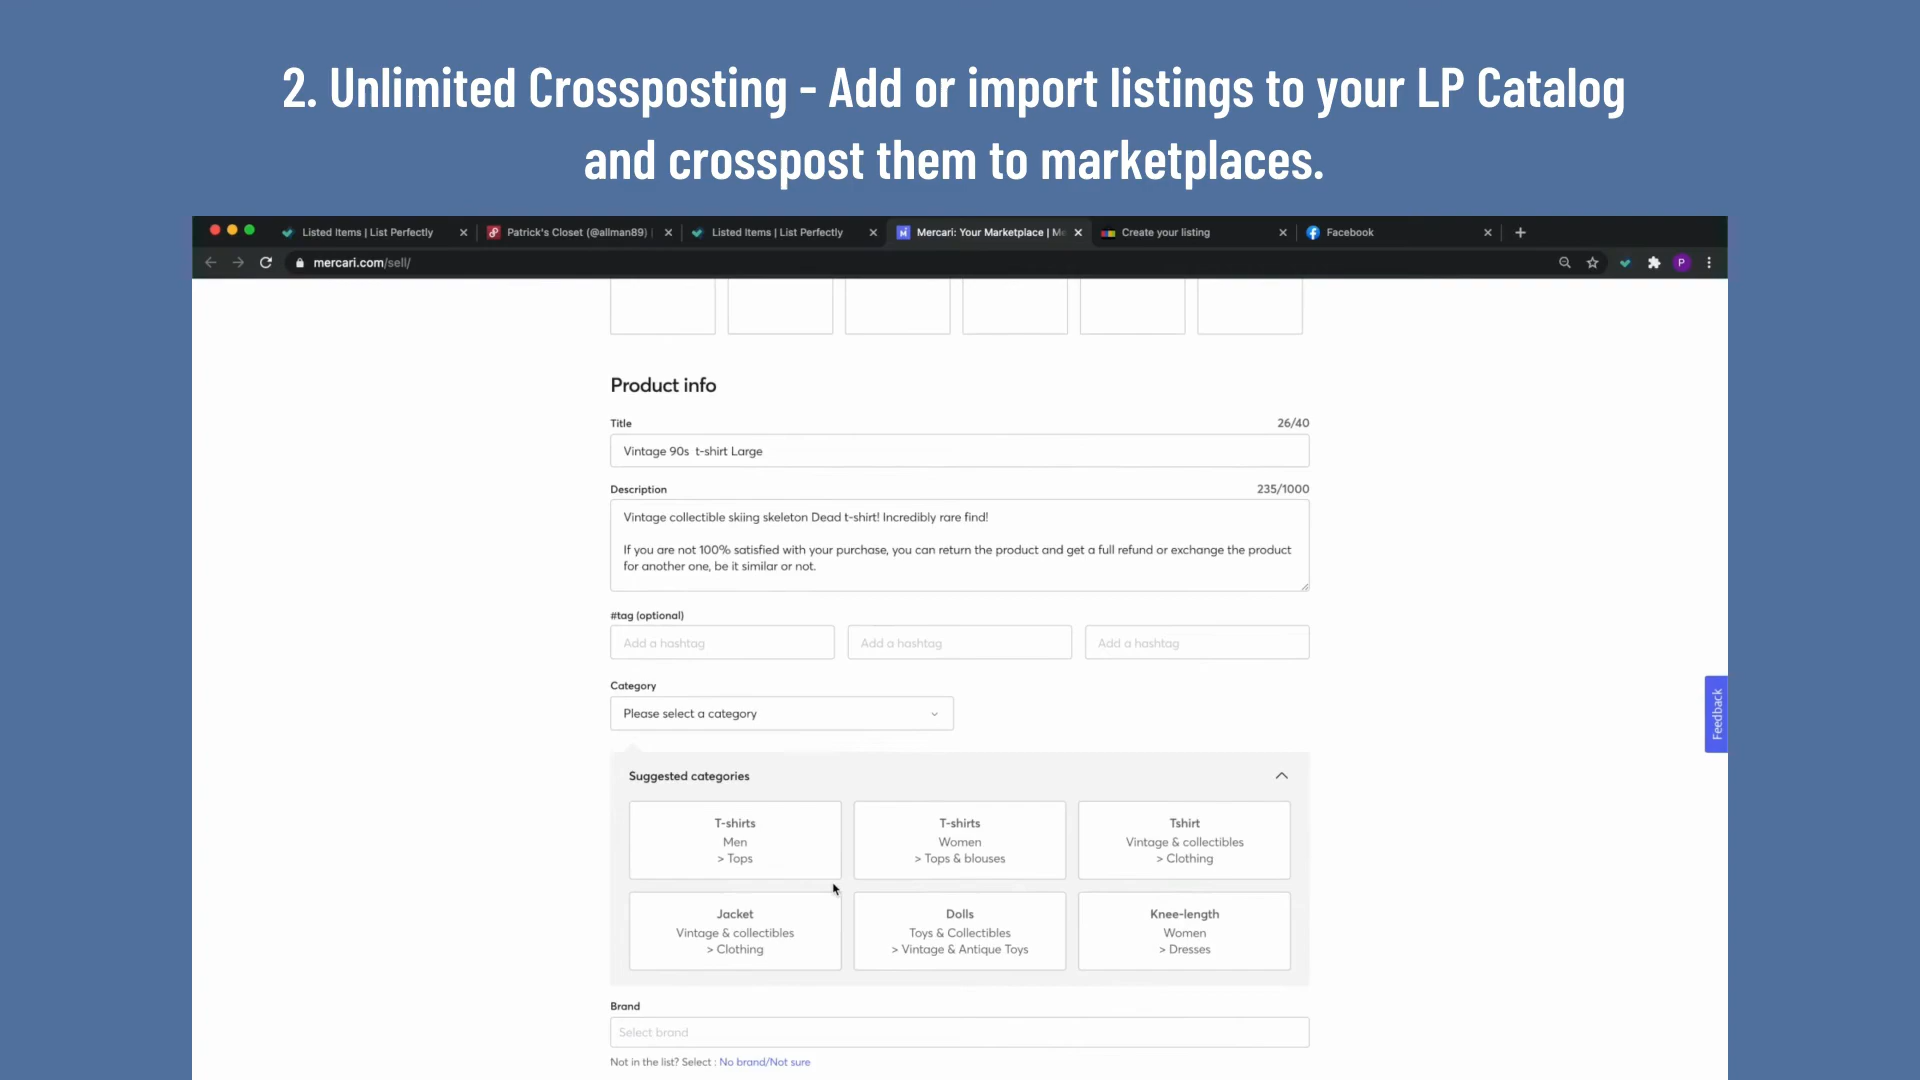 2. Unlimited Crossposting - Add or import listings to your LP Catalog
and crosspost them to marketplaces.
Listed Items | List Perfectly
Patrick's Closet (@allman89) |
Listed Items | List Perfectly
Mercari: Your Marketplace | M
Create your listing
Facebook
mercari.com/sell/
P
Product info
Title
26/40
Vintage 90s  t-shirt Large
Description
235/1000
Vintage collectible skiing skeleton Dead t-shirt! Incredibly rare find!
If you are not 100% satisfied with your purchase, you can return the product and get a full refund or exchange the product
for another one, be it similar or not.
#tag (optional)
Add a hashtag
Add a hashtag
Add a hashtag
Category
Please select a category
Feedback
Suggested categories
T-shirts
Men
> Tops
T-shirts
Women
> Tops & blouses
Tshirt
Vintage & collectibles
> Clothing
Jacket
Vintage & collectibles
> Clothing
Dolls
Toys & Collectibles
> Vintage & Antique Toys
Knee-length
Women
> Dresses
Brand
Select brand
Not in the list? Select : No brand/Not sure